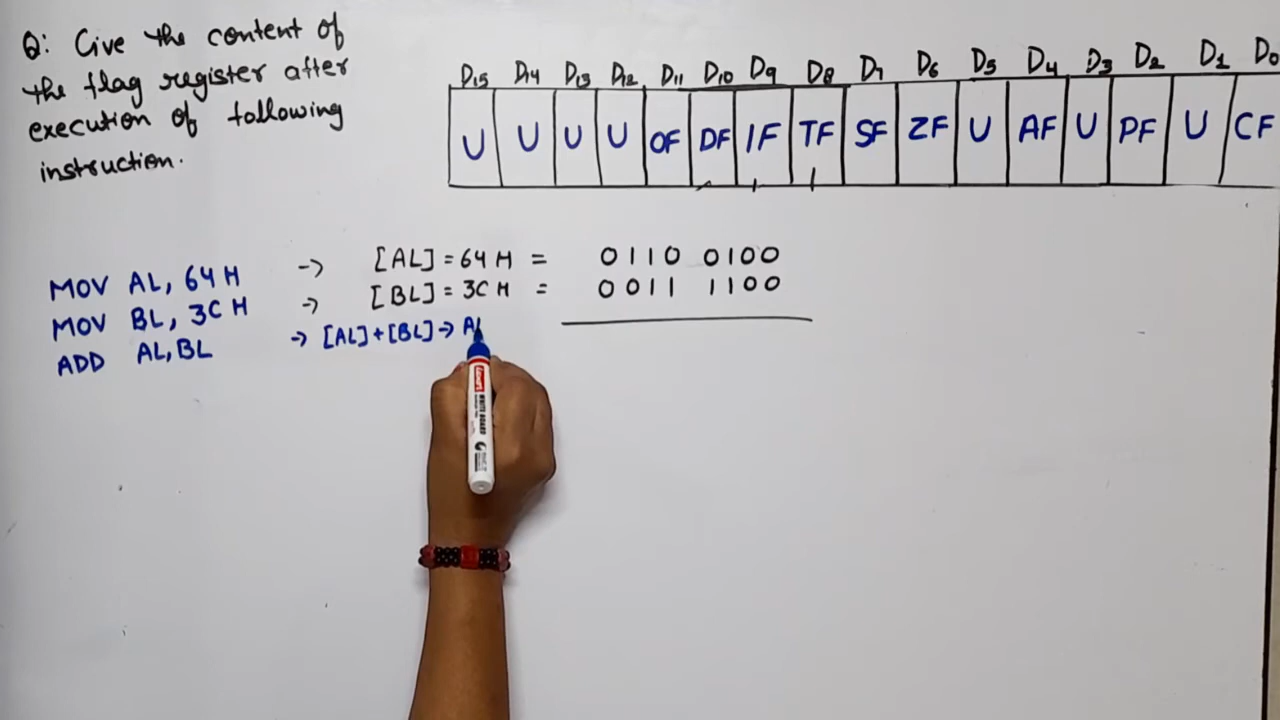 Q: Give the content of
the flag register after
execution of following
instruction.
D15 D14 D13 D12 D11 D10 D9 D8 D7 D6 D5 D4 D3 D2 D1 D0
U U U U OF DF IF TF SF ZF U AF U PF U CF
MOV AL, 64 H -> [AL] = 64 H = 0110 0100
MOV BL, 3C H -> [BL] = 3C H = 0011 1100
ADD AL, BL -> [AL] + [BL] -> AL